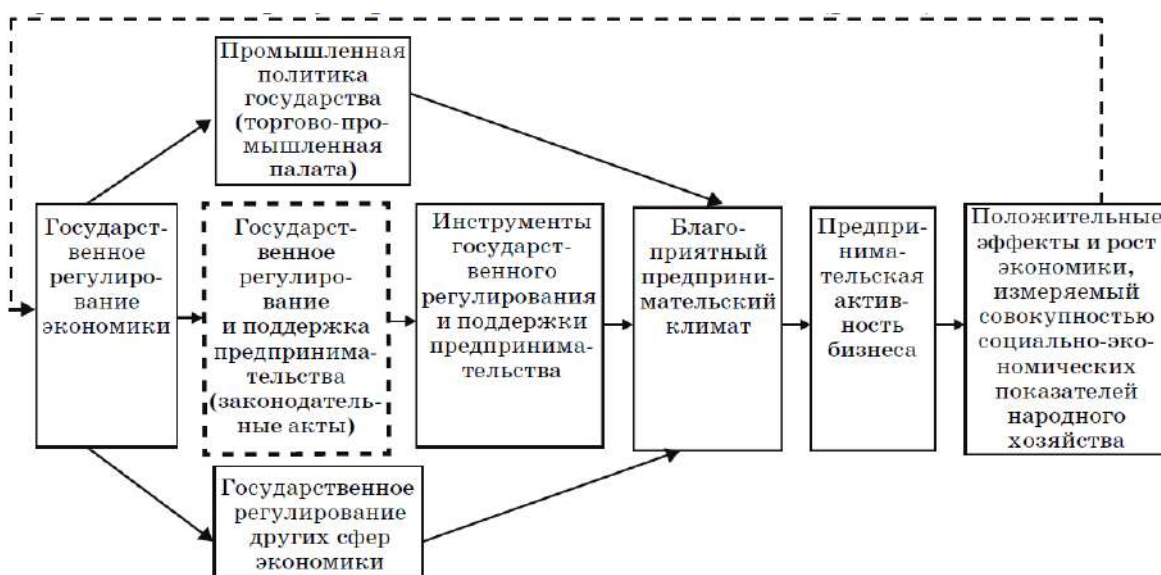 Промышленная
политика
государства
(торгово-про-
мышленная
палата)
Государст-
венное
регулиро-
вание
экономики
Государст-
венное
регулиро-
вание
и поддержка
предпринима-
тельства
(законодатель-
ные акты)
Инструменты
государст-
венного
регулирования
и поддержки
предпринима-
тельства
Благо-
приятный
предприни-
мательский
климат
Предпри-
нима-
тельская
актив-
ность
бизнеса
Положительные
эффекты и рост
экономики,
измеряемый
совокупностью
социально-эко-
номических
показателей
народного
хозяйства
Государственное
регулирование
других сфер
экономики